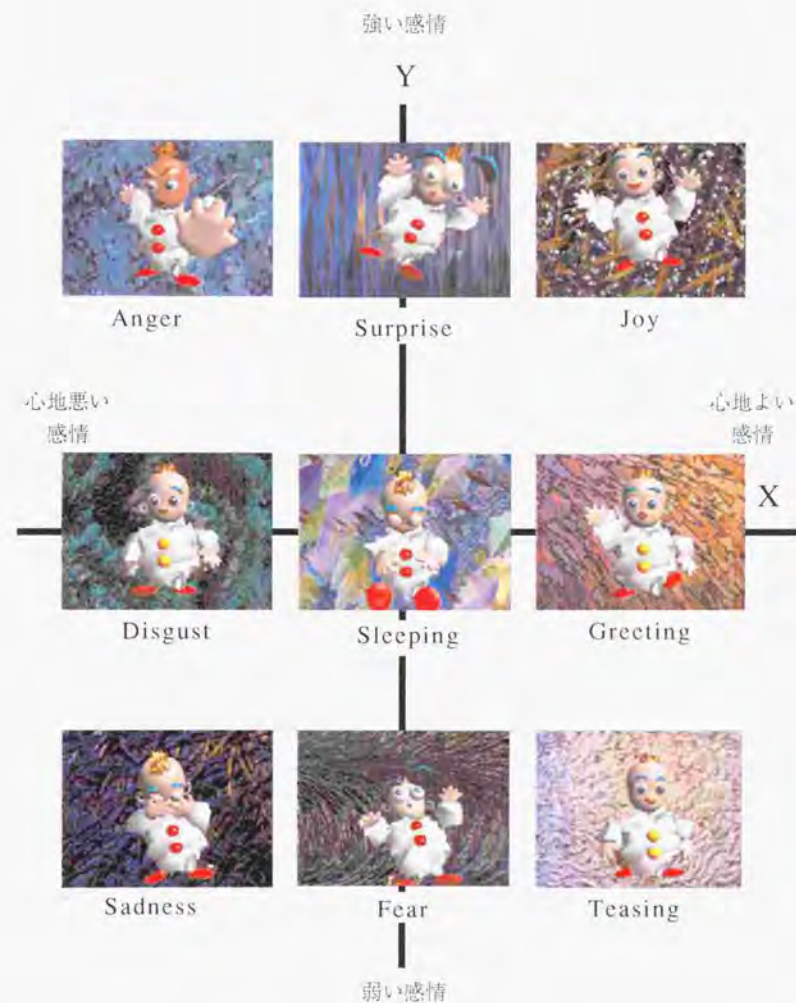 強い感情
Y
Anger
Surprise
Joy
心地悪い
感情
心地よい
感情
X
Disgust
Sleeping
Greeting
Sadness
Fear
Teasing
弱い感情